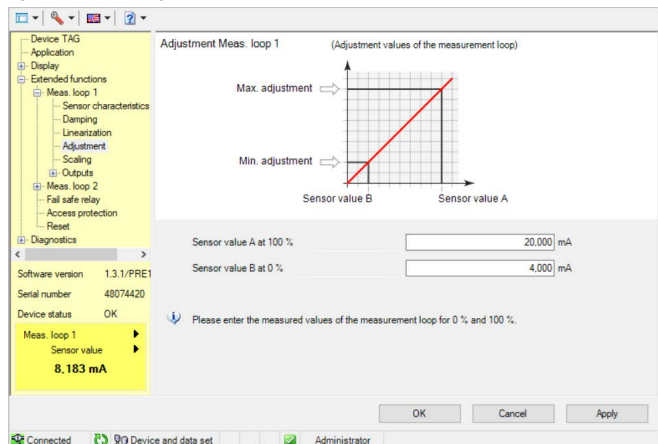 Device TAG
Application
Display
Extended functions
Meas. loop 1
Sensor characteristics
Damping
Linearization
Adjustment
Scaling
Outputs
Meas. loop 2
Fail safe relay
Access protection
Reset
Diagnostics
Software version 1.3.1/PRE1
Serial number 48074420
Device status OK
Meas. loop 1
Sensor value
8,183 mA
Adjustment Meas. loop 1 (Adjustment values of the measurement loop)
Max. adjustment
Min. adjustment
Sensor value B Sensor value A
Sensor value A at 100 % 20,000 mA
Sensor value B at 0 % 4,000 mA
Please enter the measured values of the measurement loop for 0 % and 100 %.
OK Cancel Apply
Connected Device and data set Administrator